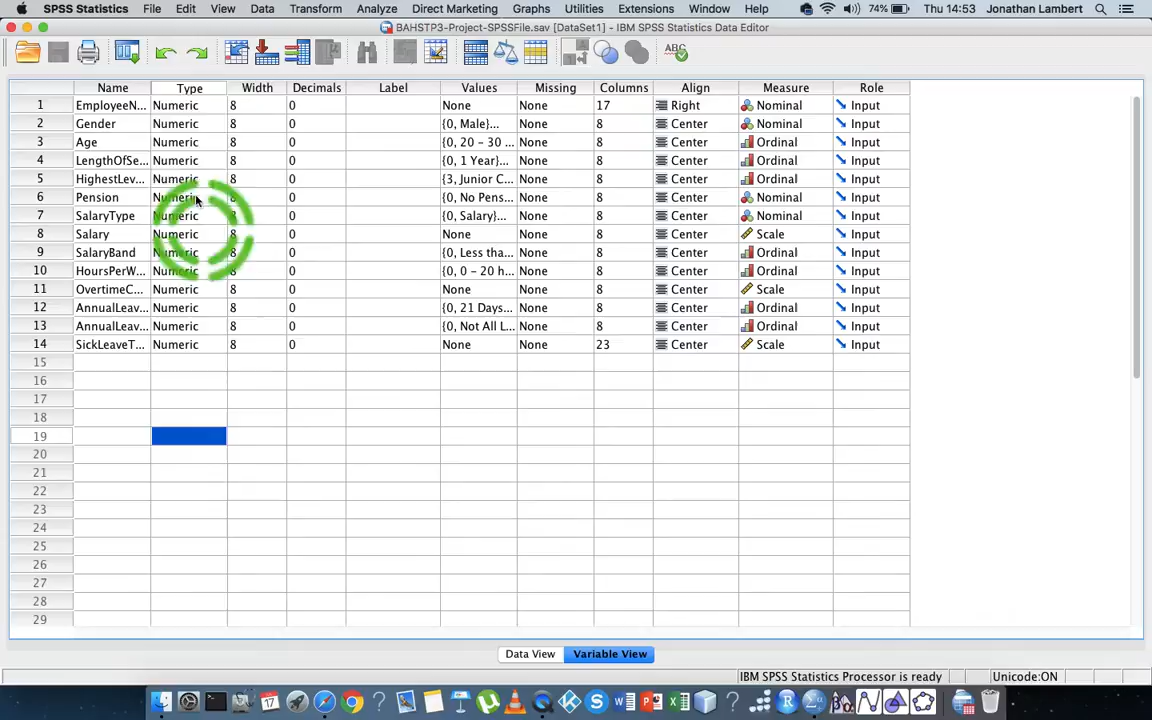 SPSS Statistics File Edit View Data Transform Analyze Direct Marketing Graphs Utilities Extensions Window Help 74% Thu 14:53 Jonathan Lambert
BAHSTP3-Project-SPSSFile.sav [DataSet1] - IBM SPSS Statistics Data Editor
Name Type Width Decimals Label Values Missing Columns Align Measure Role
1 EmployeeN... Numeric 8 0 None None 17 Right Nominal Input
2 Gender Numeric 8 0 {0, Male}... None 8 Center Nominal Input
3 Age Numeric 8 0 {0, 20 - 30 ... None 8 Center Ordinal Input
4 LengthOfSe... Numeric 8 0 {0, 1 Year}... None 8 Center Ordinal Input
5 HighestLev... Numeric 8 0 {3, Junior C... None 8 Center Ordinal Input
6 Pension Numeric 8 0 {0, No Pens... None 8 Center Nominal Input
7 SalaryType Numeric 8 0 {0, Salary}... None 8 Center Nominal Input
8 Salary Numeric 8 0 None None 8 Center Scale Input
9 SalaryBand Numeric 8 0 {0, Less tha... None 8 Center Ordinal Input
10 HoursPerW... Numeric 8 0 {0, 0 - 20 h... None 8 Center Ordinal Input
11 OvertimeC... Numeric 8 0 None None 8 Center Scale Input
12 AnnualLeav... Numeric 8 0 {0, 21 Days... None 8 Center Ordinal Input
13 AnnualLeav... Numeric 8 0 {0, Not All L... None 8 Center Ordinal Input
14 SickLeaveT... Numeric 8 0 None None 23 Center Scale Input
15
16
17
18
19
20
21
22
23
24
25
26
27
28
29
Data View Variable View
IBM SPSS Statistics Processor is ready Unicode:ON